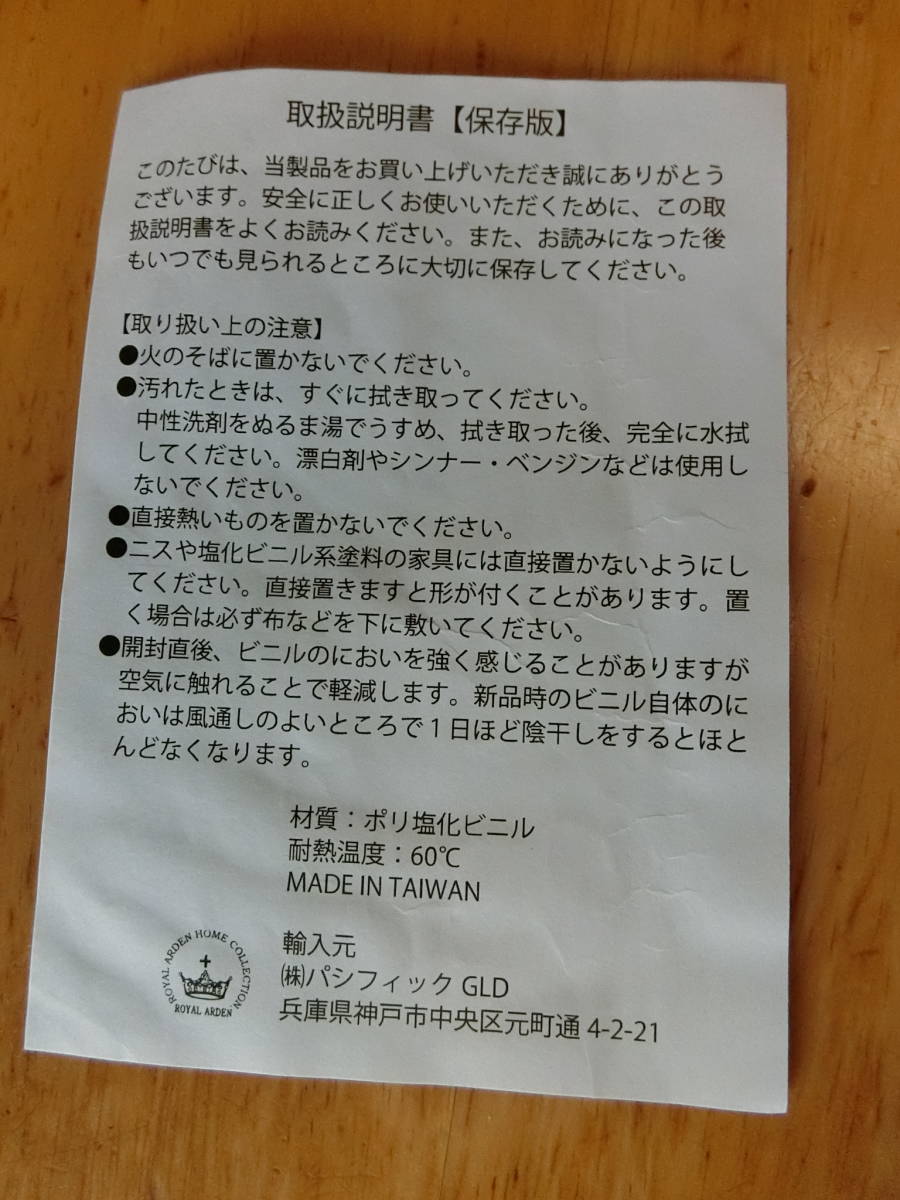 取扱説明書【保存版】
このたびは、当製品をお買い上げいただき誠にありがとう
ございます。安全に正しくお使いいただくために、この取
扱説明書をよくお読みください。また、お読みになった後
もいつでも見られるところに大切に保存してください。
【取り扱い上の注意】
●火のそばに置かないでください。
●汚れたときは、すぐに拭き取ってください。
中性洗剤をぬるま湯でうすめ、拭き取った後、完全に水拭
してください。漂白剤やシンナー・ベンジンなどは使用し
ないでください。
●直接熱いものを置かないでください。
●ニスや塩化ビニル系塗料の家具には直接置かないようにし
てください。直接置きますと形が付くことがあります。置
く場合は必ず布などを下に敷いてください。
●開封直後、ビニルのにおいを強く感じることがありますが
空気に触れることで軽減します。新品時のビニル自体のに
おいは風通しのよいところで1日ほど陰干しをするとほと
んどなくなります。
材質：ポリ塩化ビニル
耐熱温度：60℃
MADE IN TAIWAN
ROYAL ARDEN HOME COLLECTION
ROYAL ARDEN
輸入元
㈱パシフィック GLD
兵庫県神戸市中央区元町通 4-2-21